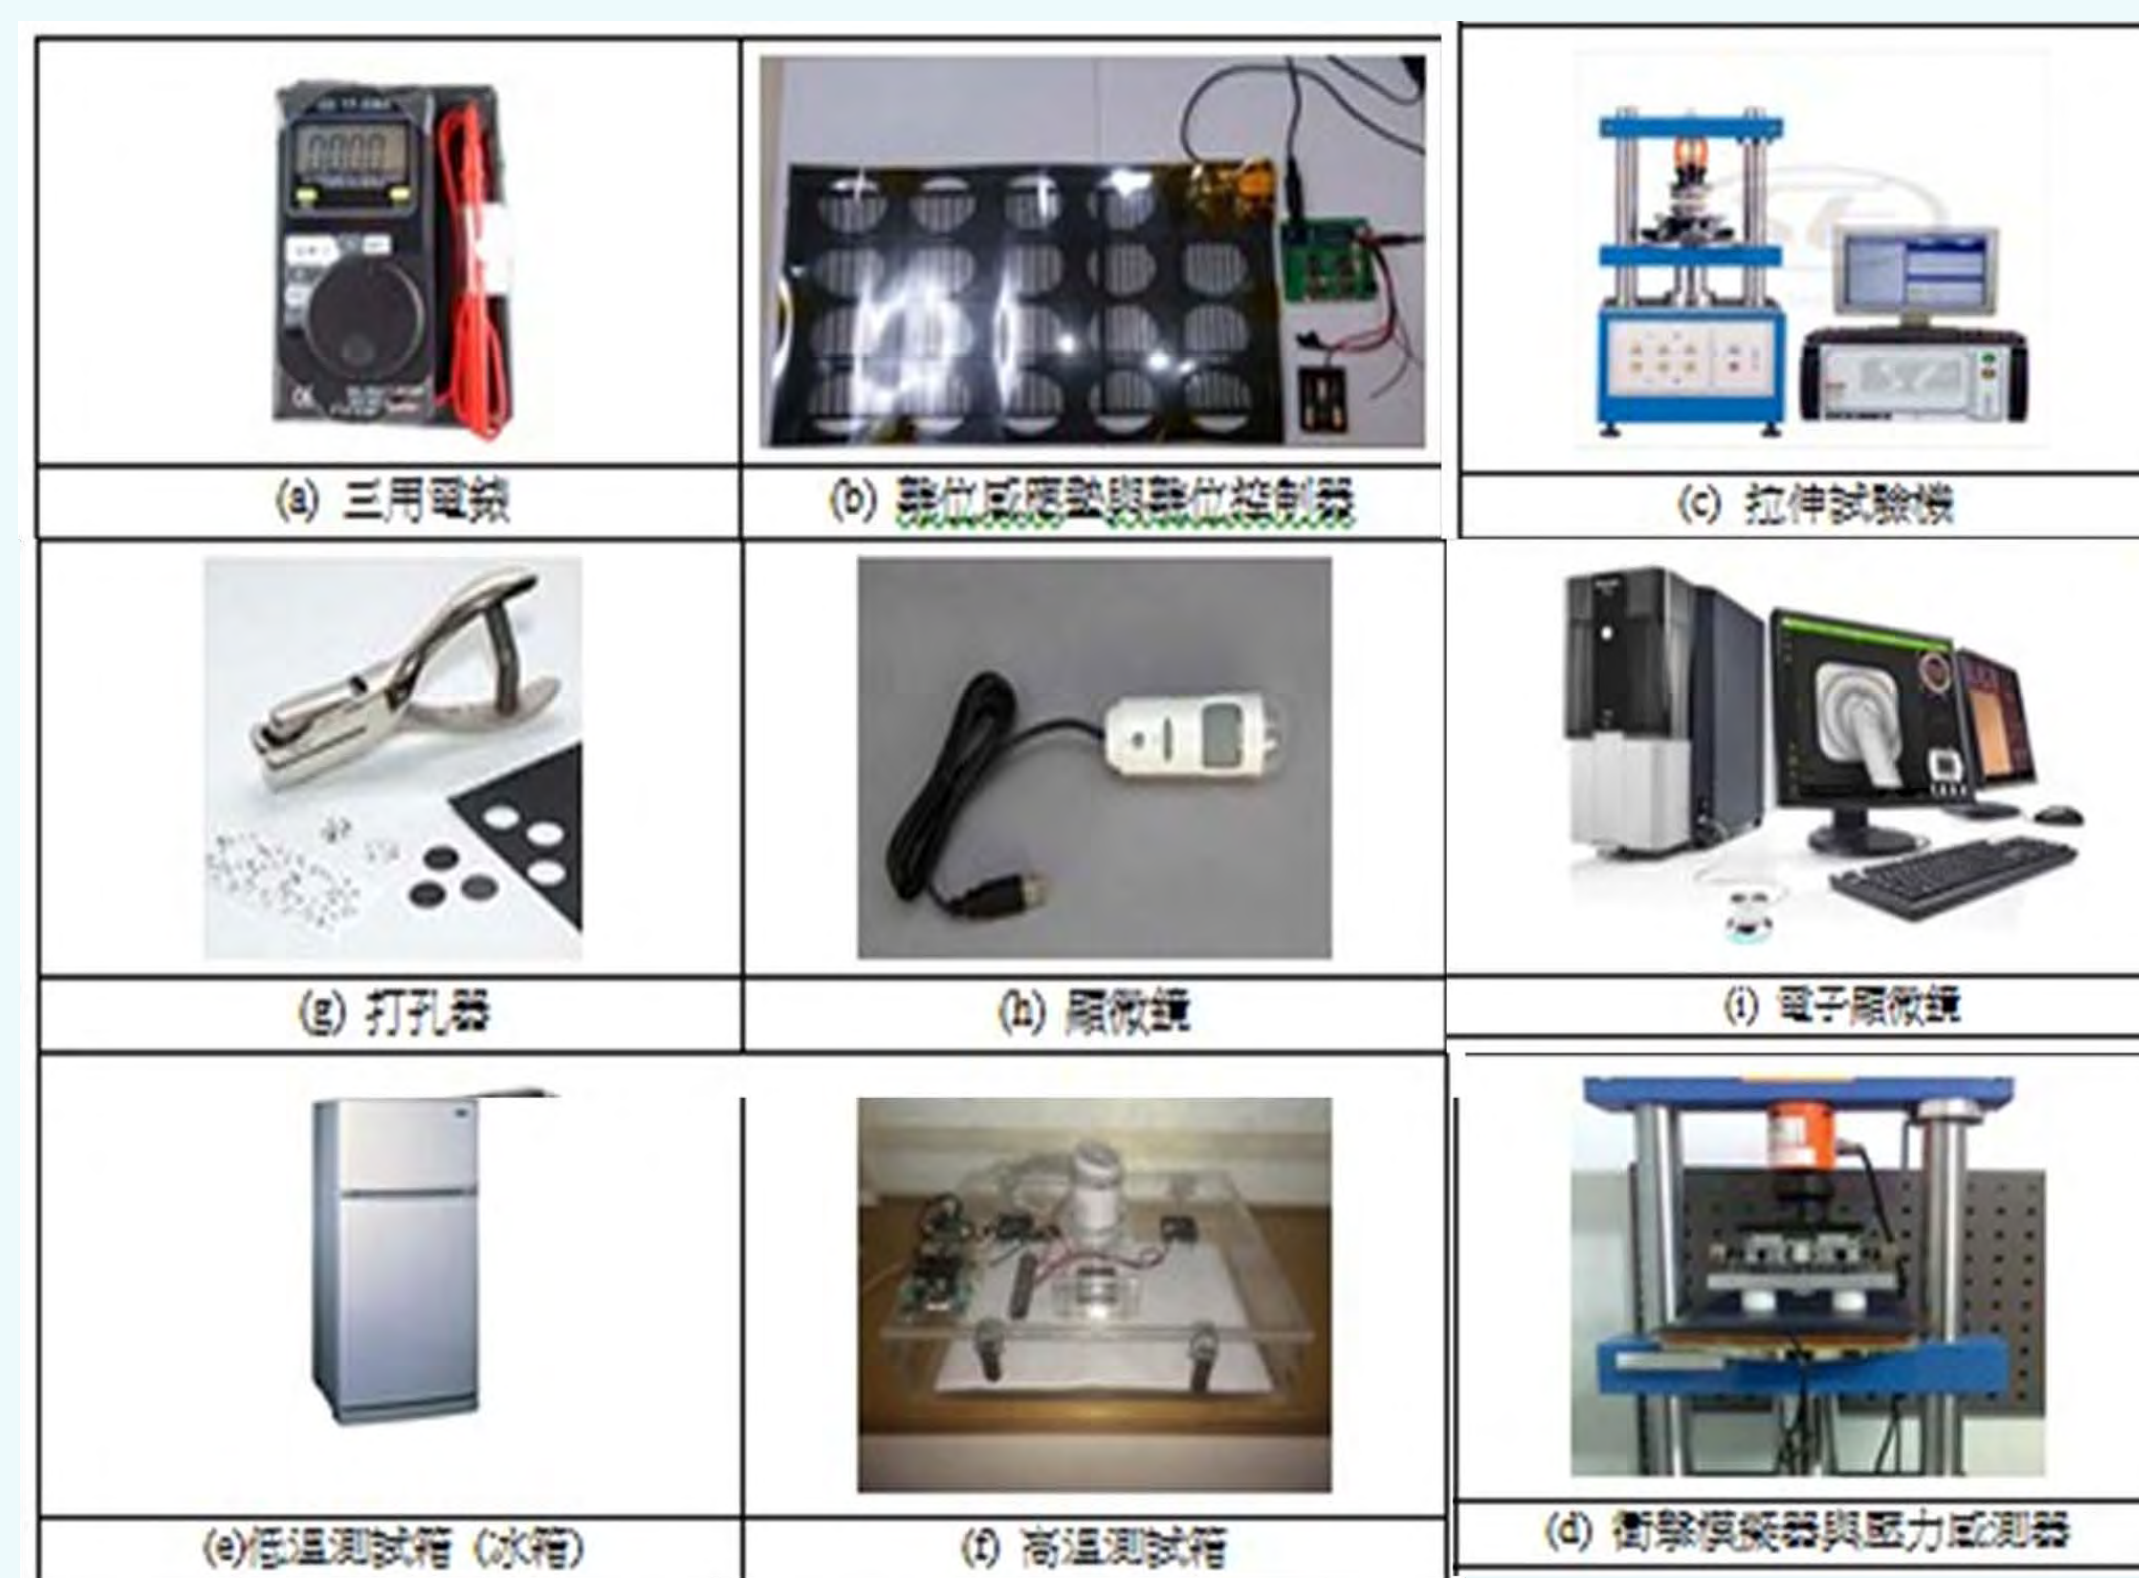 (a) 三用電錶
(b) 數位感應墊與數位控制器
(c) 拉伸試驗機
(g) 打孔器
(h) 顯微鏡
(i) 電子顯微鏡
(e)低溫測試箱 (冰箱)
(f) 高溫測試箱
(d) 衝擊模擬器與壓力感測器